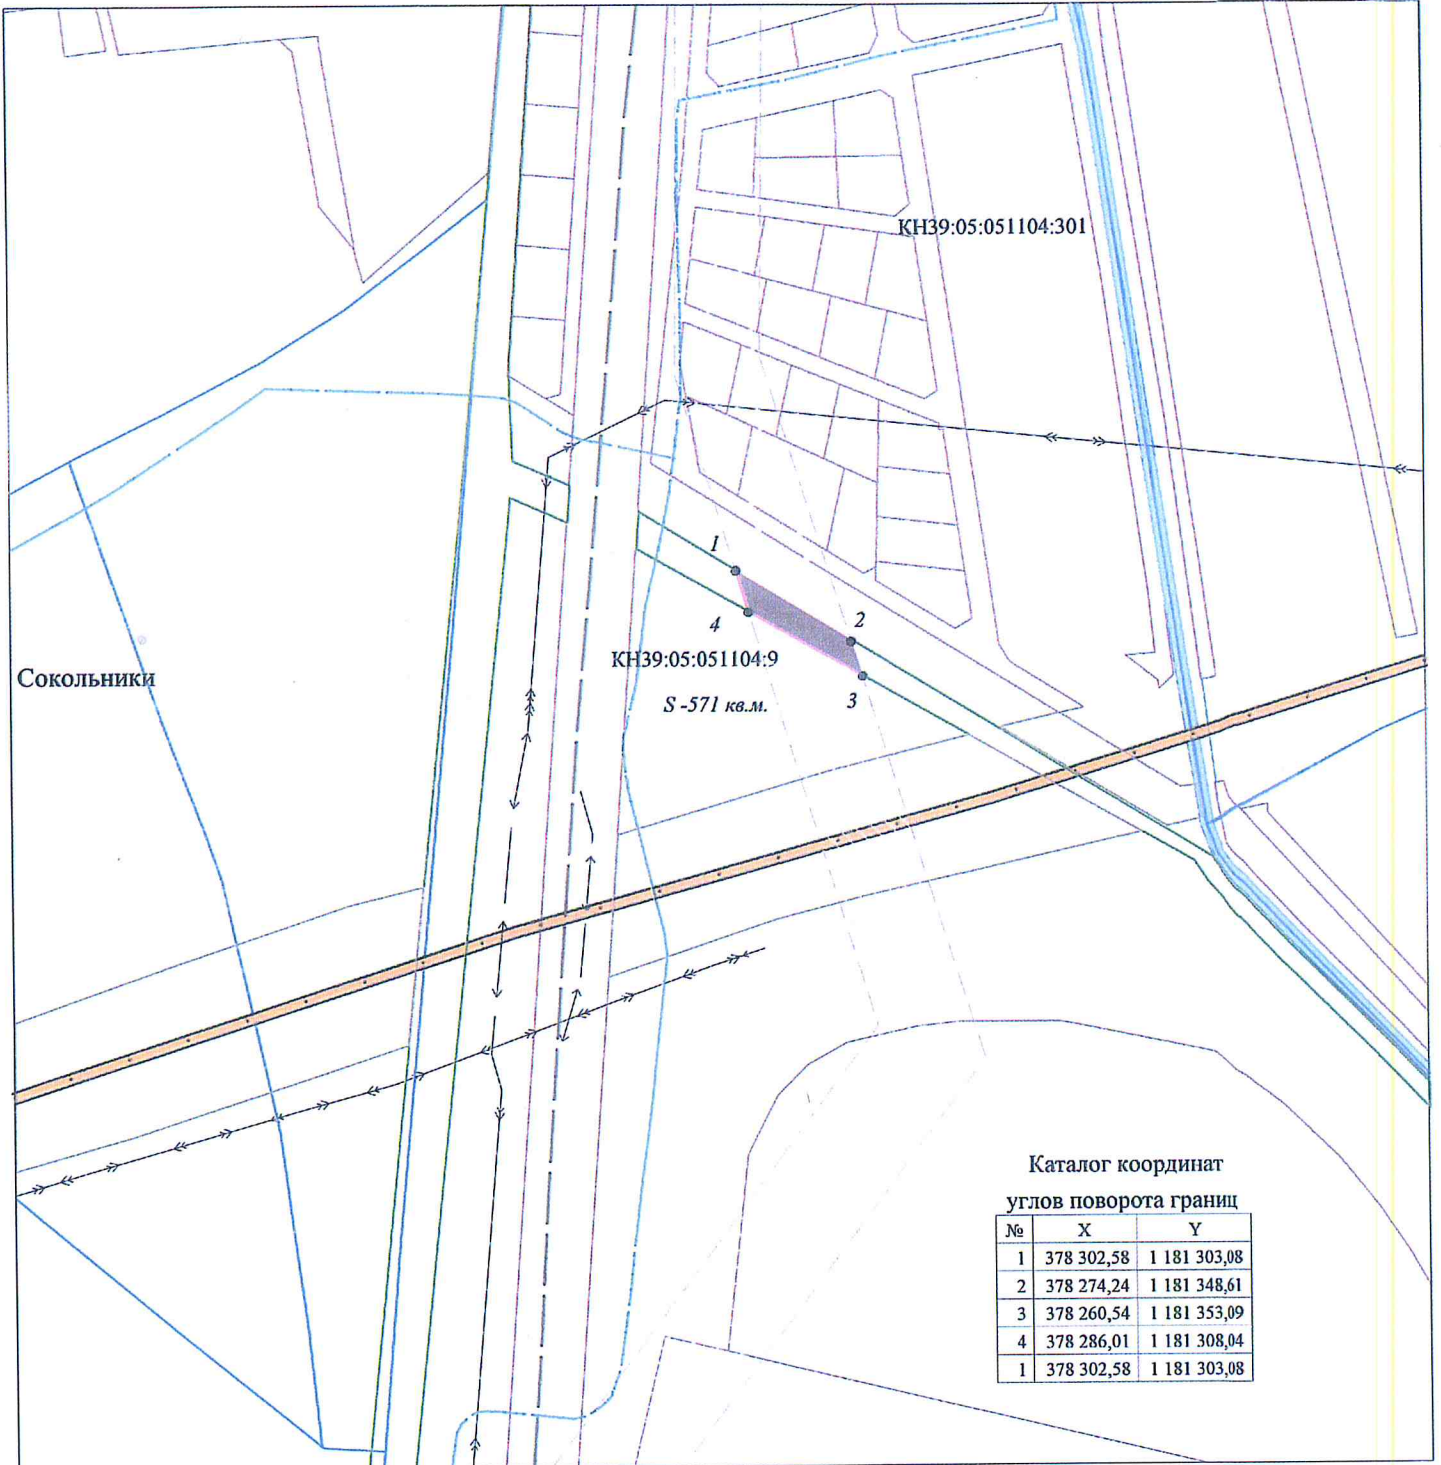 КН39:05:051104:301
1
2
4
КН39:05:051104:9
3
S -571 кв.м.
Сокольники
Каталог координат
углов поворота границ
№ X Y
1 378 302,58 1 181 303,08
2 378 274,24 1 181 348,61
3 378 260,54 1 181 353,09
4 378 286,01 1 181 308,04
1 378 302,58 1 181 303,08